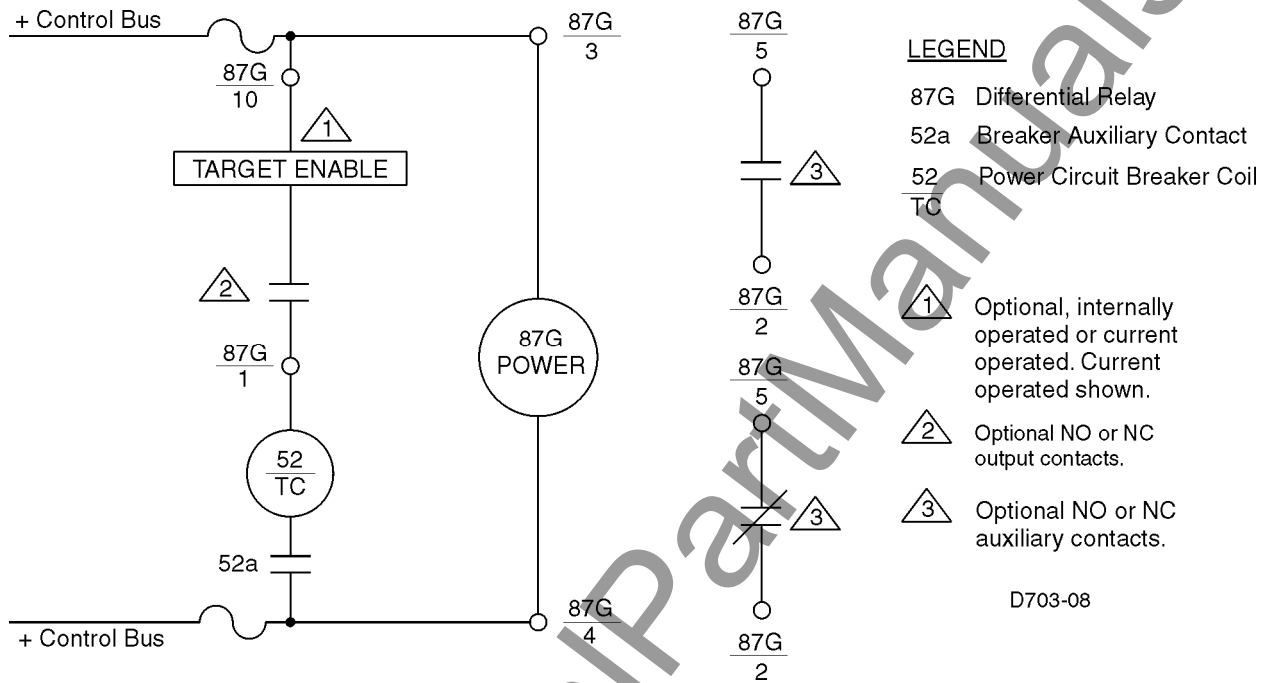 + Control Bus
87G
3
87G
10
1
TARGET ENABLE
2
87G
1
52
TC
52a
+ Control Bus
87G
POWER
87G
4
87G
5
3
87G
2
87G
5
3
87G
2
LEGEND
87G Differential Relay
52a Breaker Auxiliary Contact
52
TC
Power Circuit Breaker Coil
1 Optional, internally
operated or current
operated. Current
operated shown.
2 Optional NO or NC
output contacts.
3 Optional NO or NC
auxiliary contacts.
D703-08
lPartManuals